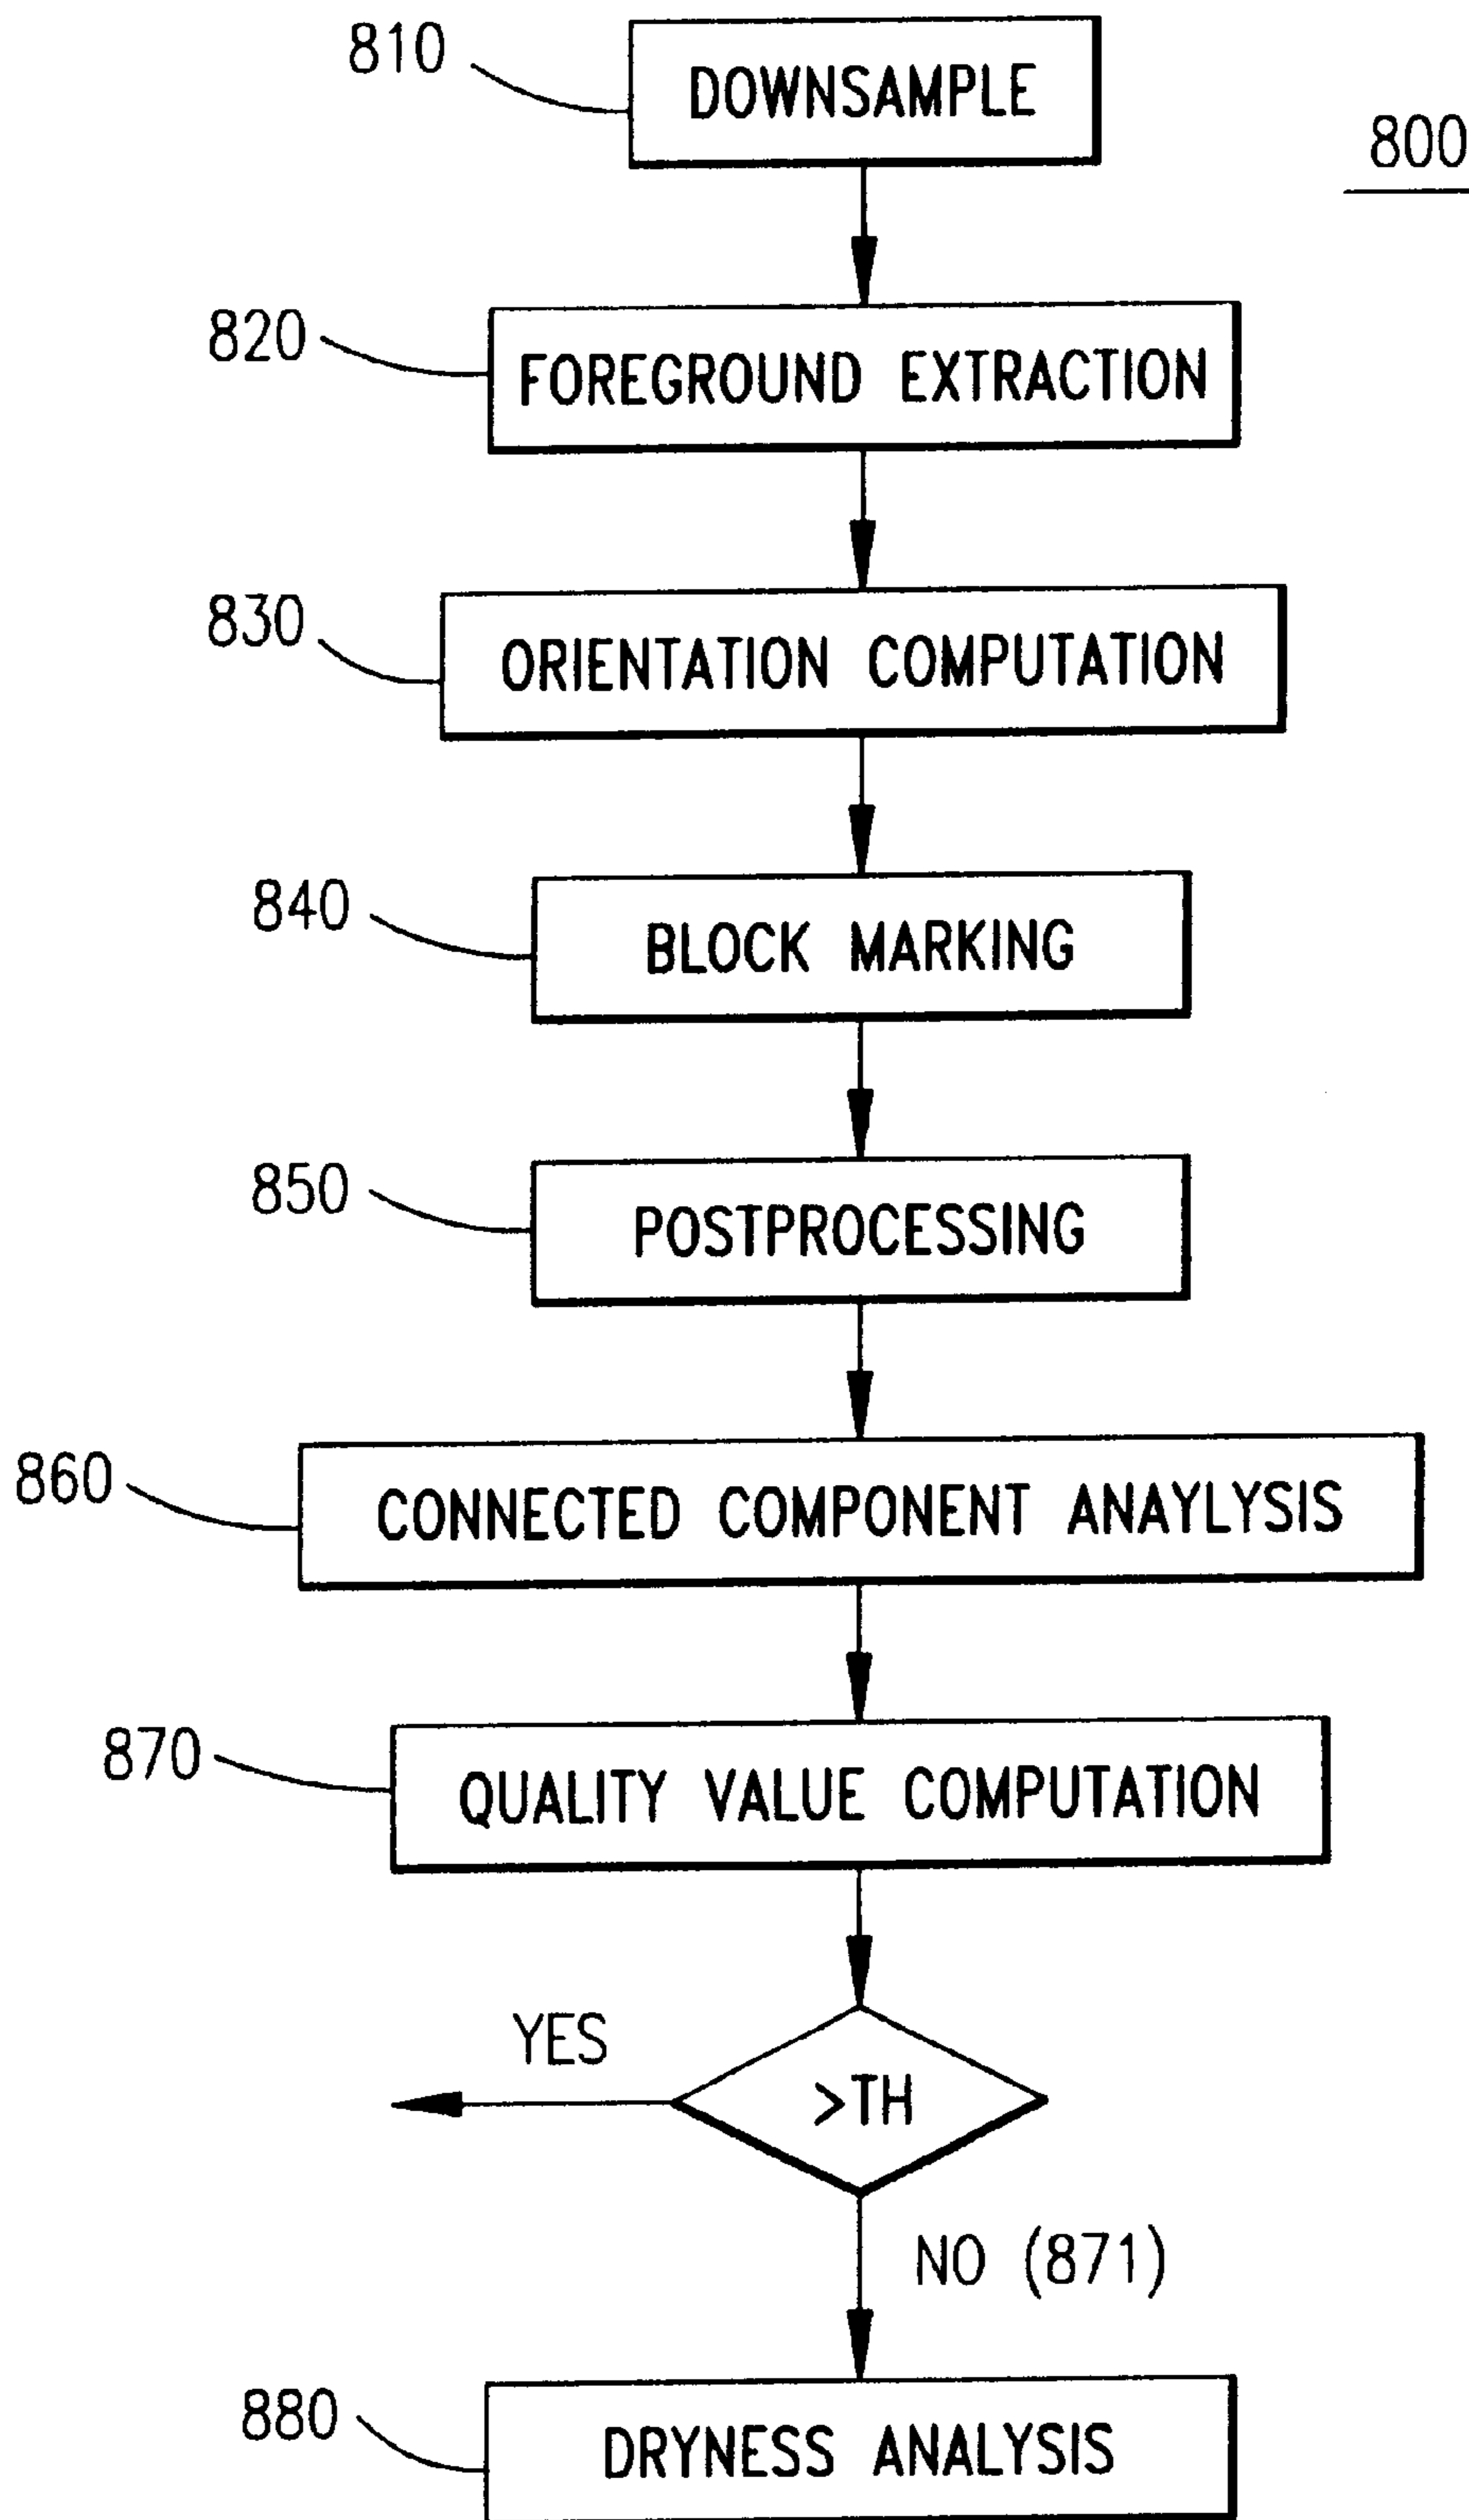 810
DOWNSAMPLE
800
820
FOREGROUND EXTRACTION
830
ORIENTATION COMPUTATION
840
BLOCK MARKING
850
POSTPROCESSING
860
CONNECTED COMPONENT ANAYLYSIS
870
QUALITY VALUE COMPUTATION
YES
>TH
NO (871)
880
DRYNESS ANALYSIS